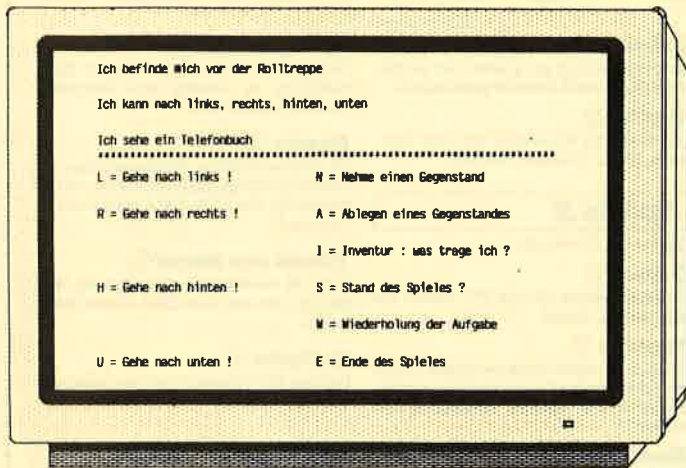 Ich befinde mich vor der Rolltreppe
Ich kann nach links, rechts, hinten, unten
Ich sehe ein Telefonbuch
L = Gehe nach links ! N = Nehme einen Gegenstand
R = Gehe nach rechts ! A = Ablegen eines Gegenstandes
I = Inventur : was trage ich ?
H = Gehe nach hinten ! S = Stand des Spieles ?
W = Wiederholung der Aufgabe
U = Gehe nach unten ! E = Ende des Spieles